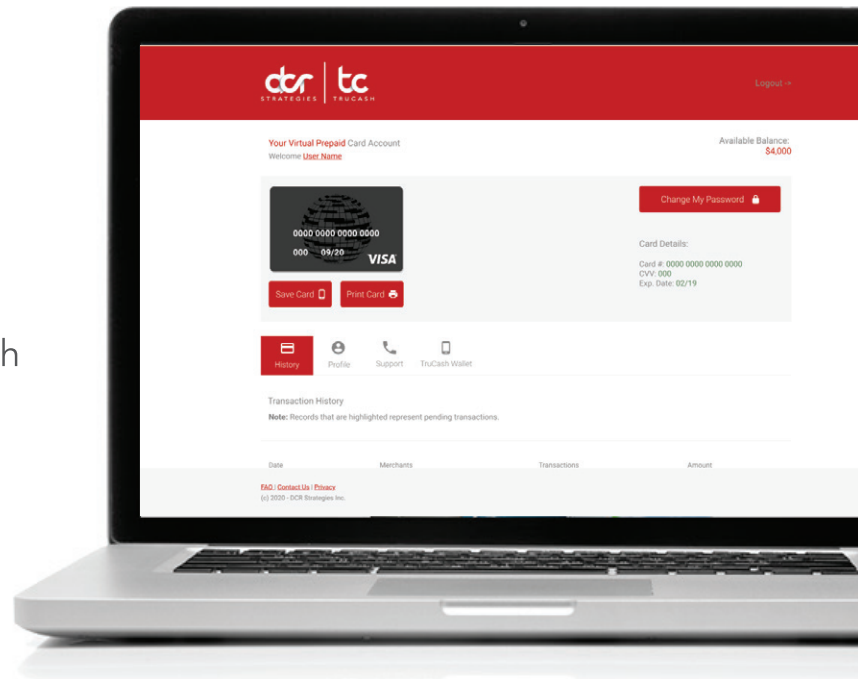 dcr tc
STRATEGIES TRUCASH
Logout ->
Your Virtual Prepaid Card Account
Welcome User Name
Available Balance:
$4,000
0000 0000 0000 0000
000 09/20
VISA
Save Card
Print Card
Change My Password
Card Details:
Card #: 0000 0000 0000 0000
CVV: 000
Exp. Date: 02/19
h
History Profile Support TruCash Wallet
Transaction History
Note: Records that are highlighted represent pending transactions.
Date Merchants Transactions Amount
FAQ | Contact Us | Privacy
(c) 2020 - DCR Strategies Inc.